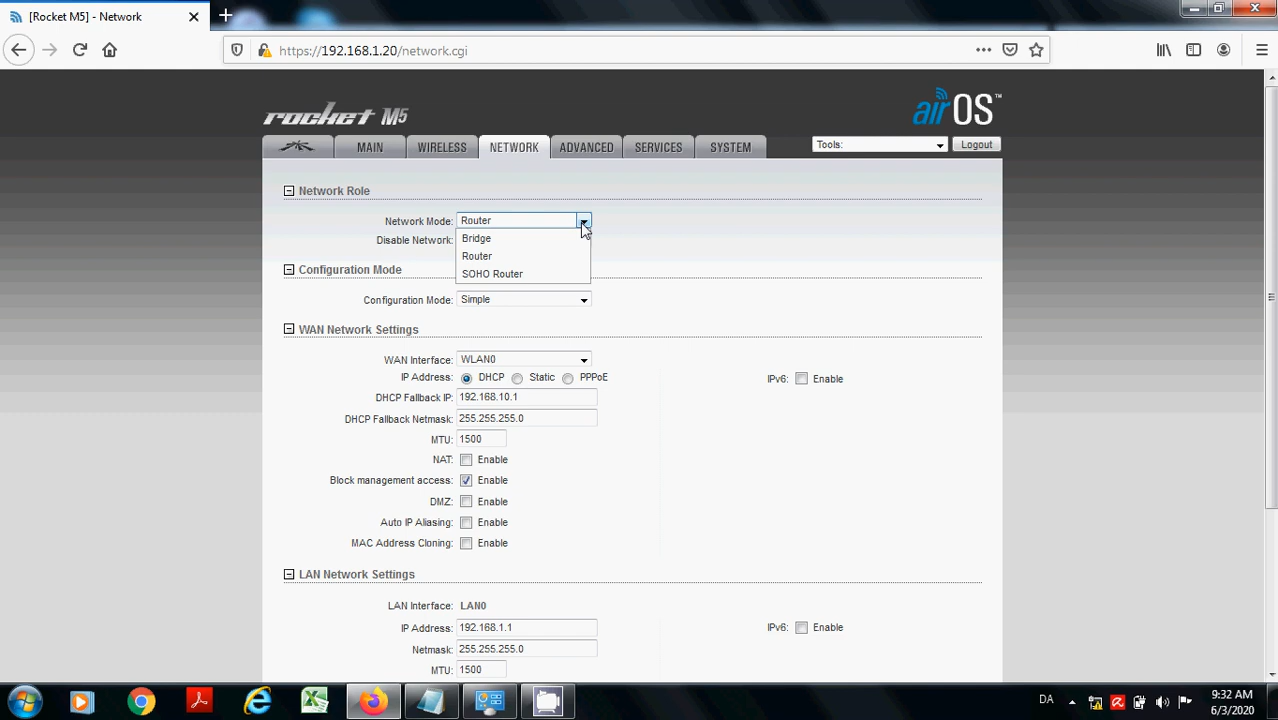 [Rocket M5] - Network
https://192.168.1.20/network.cgi
rocket M5
airOS™
MAIN WIRELESS NETWORK ADVANCED SERVICES SYSTEM Tools: Logout
Network Role
Network Mode: Router
Bridge
Disable Network:
Router
Configuration Mode
SOHO Router
Configuration Mode: Simple
WAN Network Settings
WAN Interface: WLAN0
IP Address: DHCP Static PPPoE IPv6: Enable
DHCP Fallback IP: 192.168.10.1
DHCP Fallback Netmask: 255.255.255.0
MTU: 1500
NAT: Enable
Block management access: Enable
DMZ: Enable
Auto IP Aliasing: Enable
MAC Address Cloning: Enable
LAN Network Settings
LAN Interface: LAN0
IP Address: 192.168.1.1 IPv6: Enable
Netmask: 255.255.255.0
MTU: 1500
DA 9:32 AM
6/3/2020